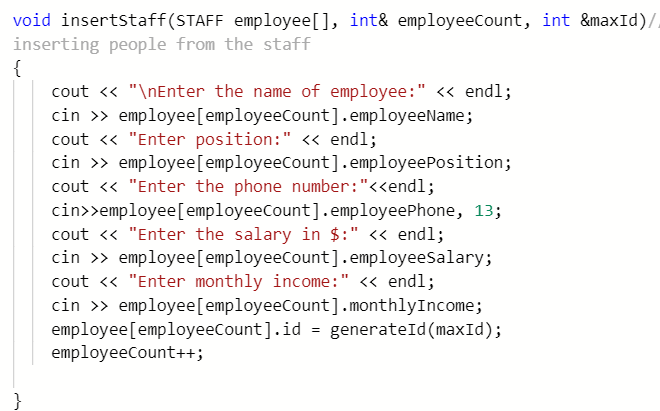 void insertStaff(STAFF employee[], int& employeeCount, int &maxId)//
inserting people from the staff
{
cout << "\nEnter the name of employee:" << endl;
cin >> employee[employeeCount].employeeName;
cout << "Enter position:" << endl;
cin >> employee[employeeCount].employeePosition;
cout << "Enter the phone number:"<<endl;
cin>>employee[employeeCount].employeePhone, 13;
cout << "Enter the salary in $:" << endl;
cin >> employee[employeeCount].employeeSalary;
cout << "Enter monthly income:" << endl;
cin >> employee[employeeCount].monthlyIncome;
employee[employeeCount].id = generateId(maxId);
employeeCount++;
}